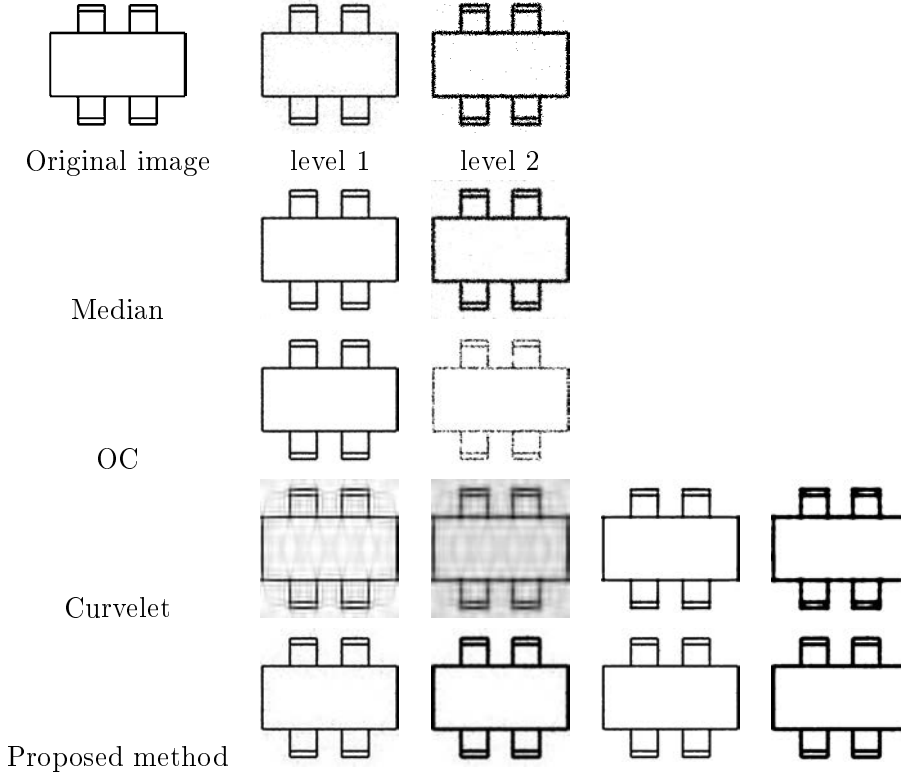 Original image level 1 level 2
Median
OC
Curvelet
Proposed method